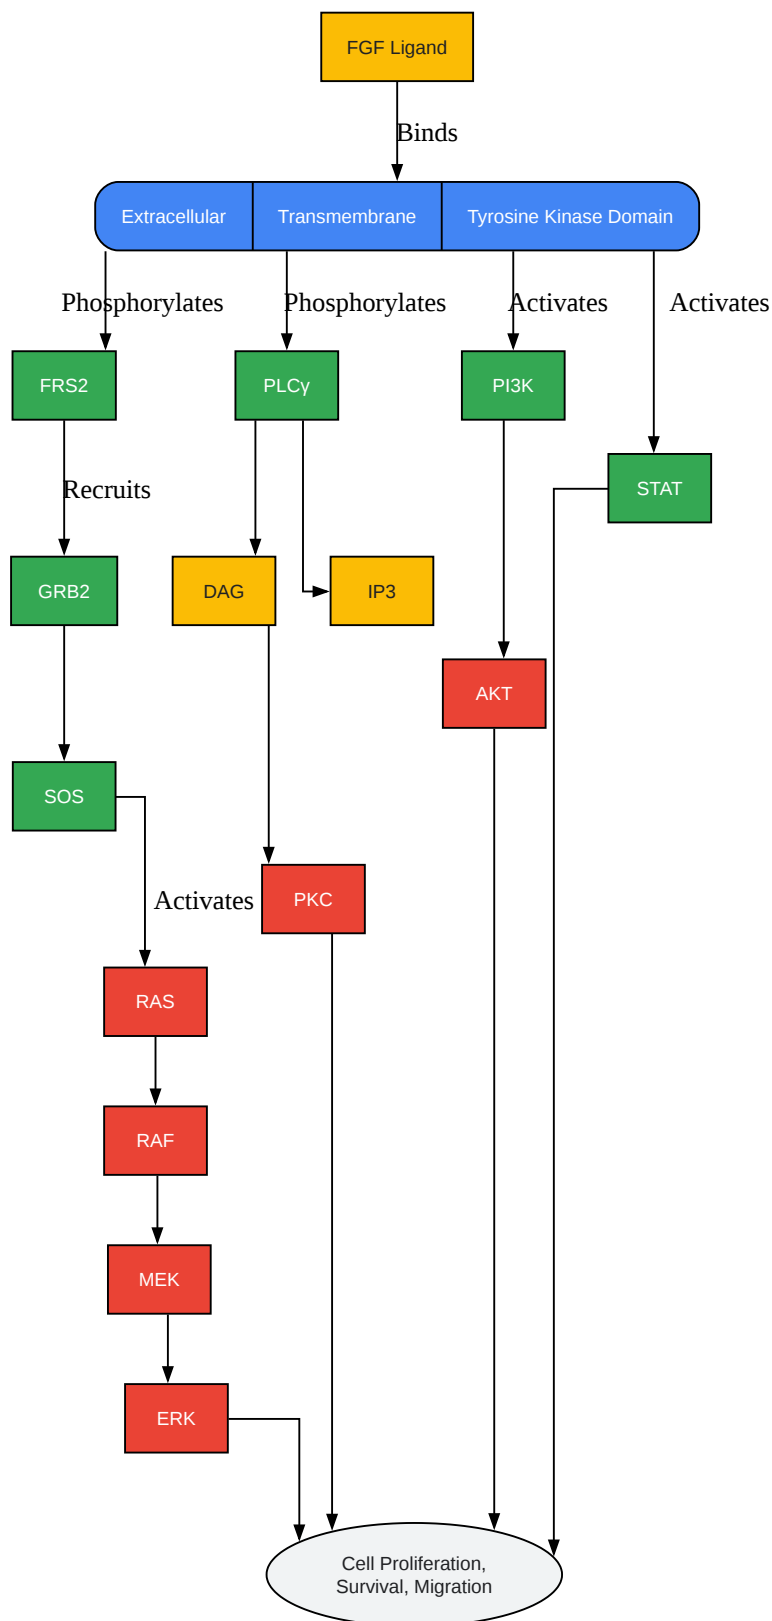 FGF Ligand
Binds
Extracellular
Transmembrane
Tyrosine Kinase Domain
Phosphorylates
Phosphorylates
Activates
Activates
FRS2
PLCγ
PI3K
Recruits
STAT
GRB2
DAG
IP3
AKT
SOS
Activates
PKC
RAS
RAF
MEK
ERK
Cell Proliferation,
Survival, Migration